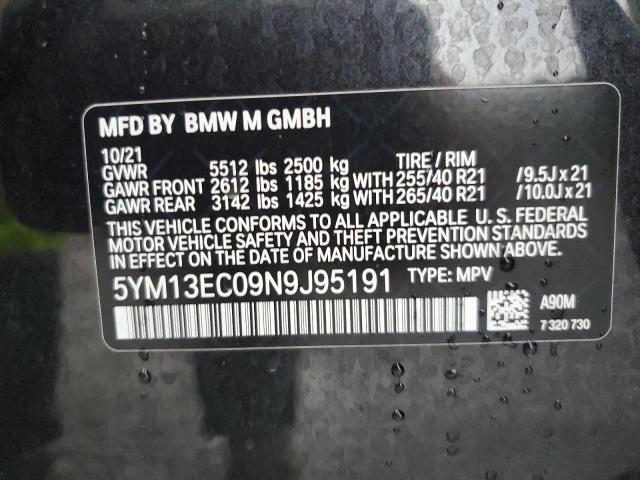 MFD BY BMW M GMBH
10/21
GVWR 5512 lbs 2500 kg TIRE / RIM
GAWR FRONT 2612 lbs 1185 kg WITH 255/40 R21 /9.5J x 21
GAWR REAR 3142 lbs 1425 kg WITH 265/40 R21 /10.0J x 21
THIS VEHICLE CONFORMS TO ALL APPLICABLE U. S. FEDERAL
MOTOR VEHICLE SAFETY AND THEFT PREVENTION STANDARDS
IN EFFECT ON THE DATE OF MANUFACTURE SHOWN ABOVE.
5YM13EC09N9J95191 TYPE: MPV
A90M
7 320 730